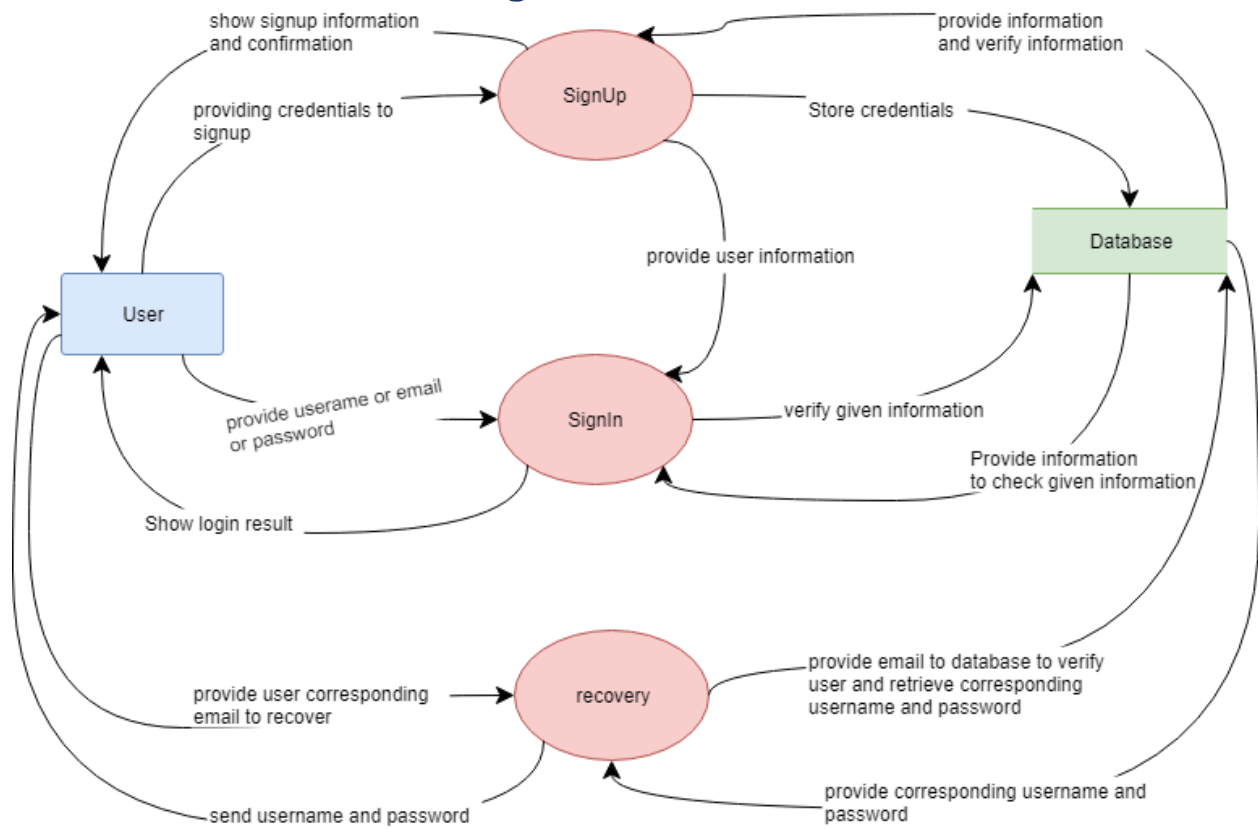 show signup information
and confirmation
provide information
and verify information
SignUp
providing credentials to
signup
Store credentials
Database
provide user information
User
provide userame or email
or password
SignIn
verify given information
Provide information
to check given information
Show login result
provide email to database to verify
user and retrieve corresponding
username and password
recovery
provide user corresponding
email to recover
provide corresponding username and
password
send username and password